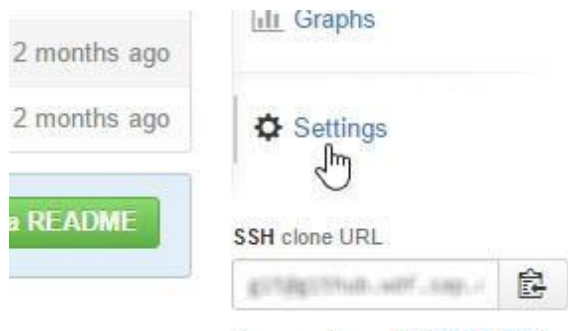 Graphs
2 months ago
2 months ago
Settings
a README
SSH clone URL